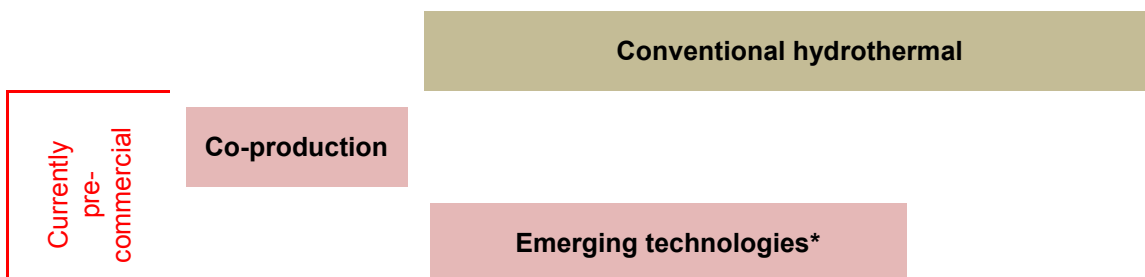 Conventional hydrothermal
Currently
pre-
commercial
Co-production
Emerging technologies*